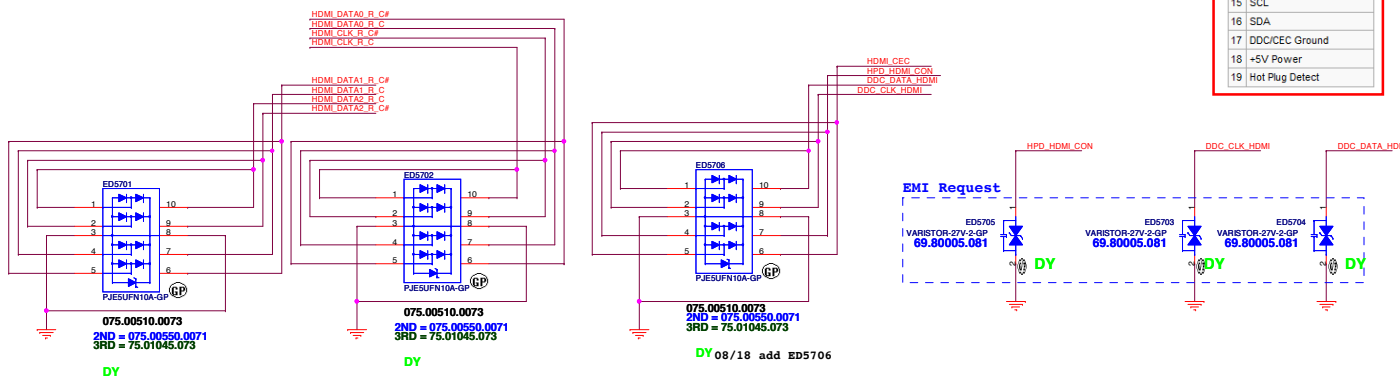 HDMI_DATA0_R_C#
HDMI_DATA0_R_C
HDMI_CLK_R_C#
HDMI_CLK_R_C
HDMI_DATA1_R_C#
HDMI_DATA1_R_C
HDMI_DATA2_R_C
HDMI_DATA2_R_C#
ED5701
1
2
3
4
5
10
9
8
7
6
PJE5UFN10A-GP
GP
075.00510.0073
2ND = 075.00550.0071
3RD = 75.01045.073
DY
ED5702
1
2
3
4
5
10
9
8
7
6
PJE5UFN10A-GP
GP
075.00510.0073
2ND = 075.00550.0071
3RD = 75.01045.073
DY
HDMI_CEC
HPD_HDMI_CON
DDC_DATA_HDMI
DDC_CLK_HDMI
ED5706
1
2
3
4
5
10
9
8
7
6
PJE5UFN10A-GP
GP
075.00510.0073
2ND = 075.00550.0071
3RD = 75.01045.073
DY 08/18 add ED5706
15 SCL
16 SDA
17 DDC/CEC Ground
18 +5V Power
19 Hot Plug Detect
EMI Request
HPD_HDMI_CON
1
ED5705
VARISTOR-27V-2-GP
69.80005.081
2
DY
DDC_CLK_HDMI
1
ED5703
VARISTOR-27V-2-GP
69.80005.081
2
DY
DDC_DATA_HD
1
ED5704
VARISTOR-27V-2-GP
69.80005.081
2
DY